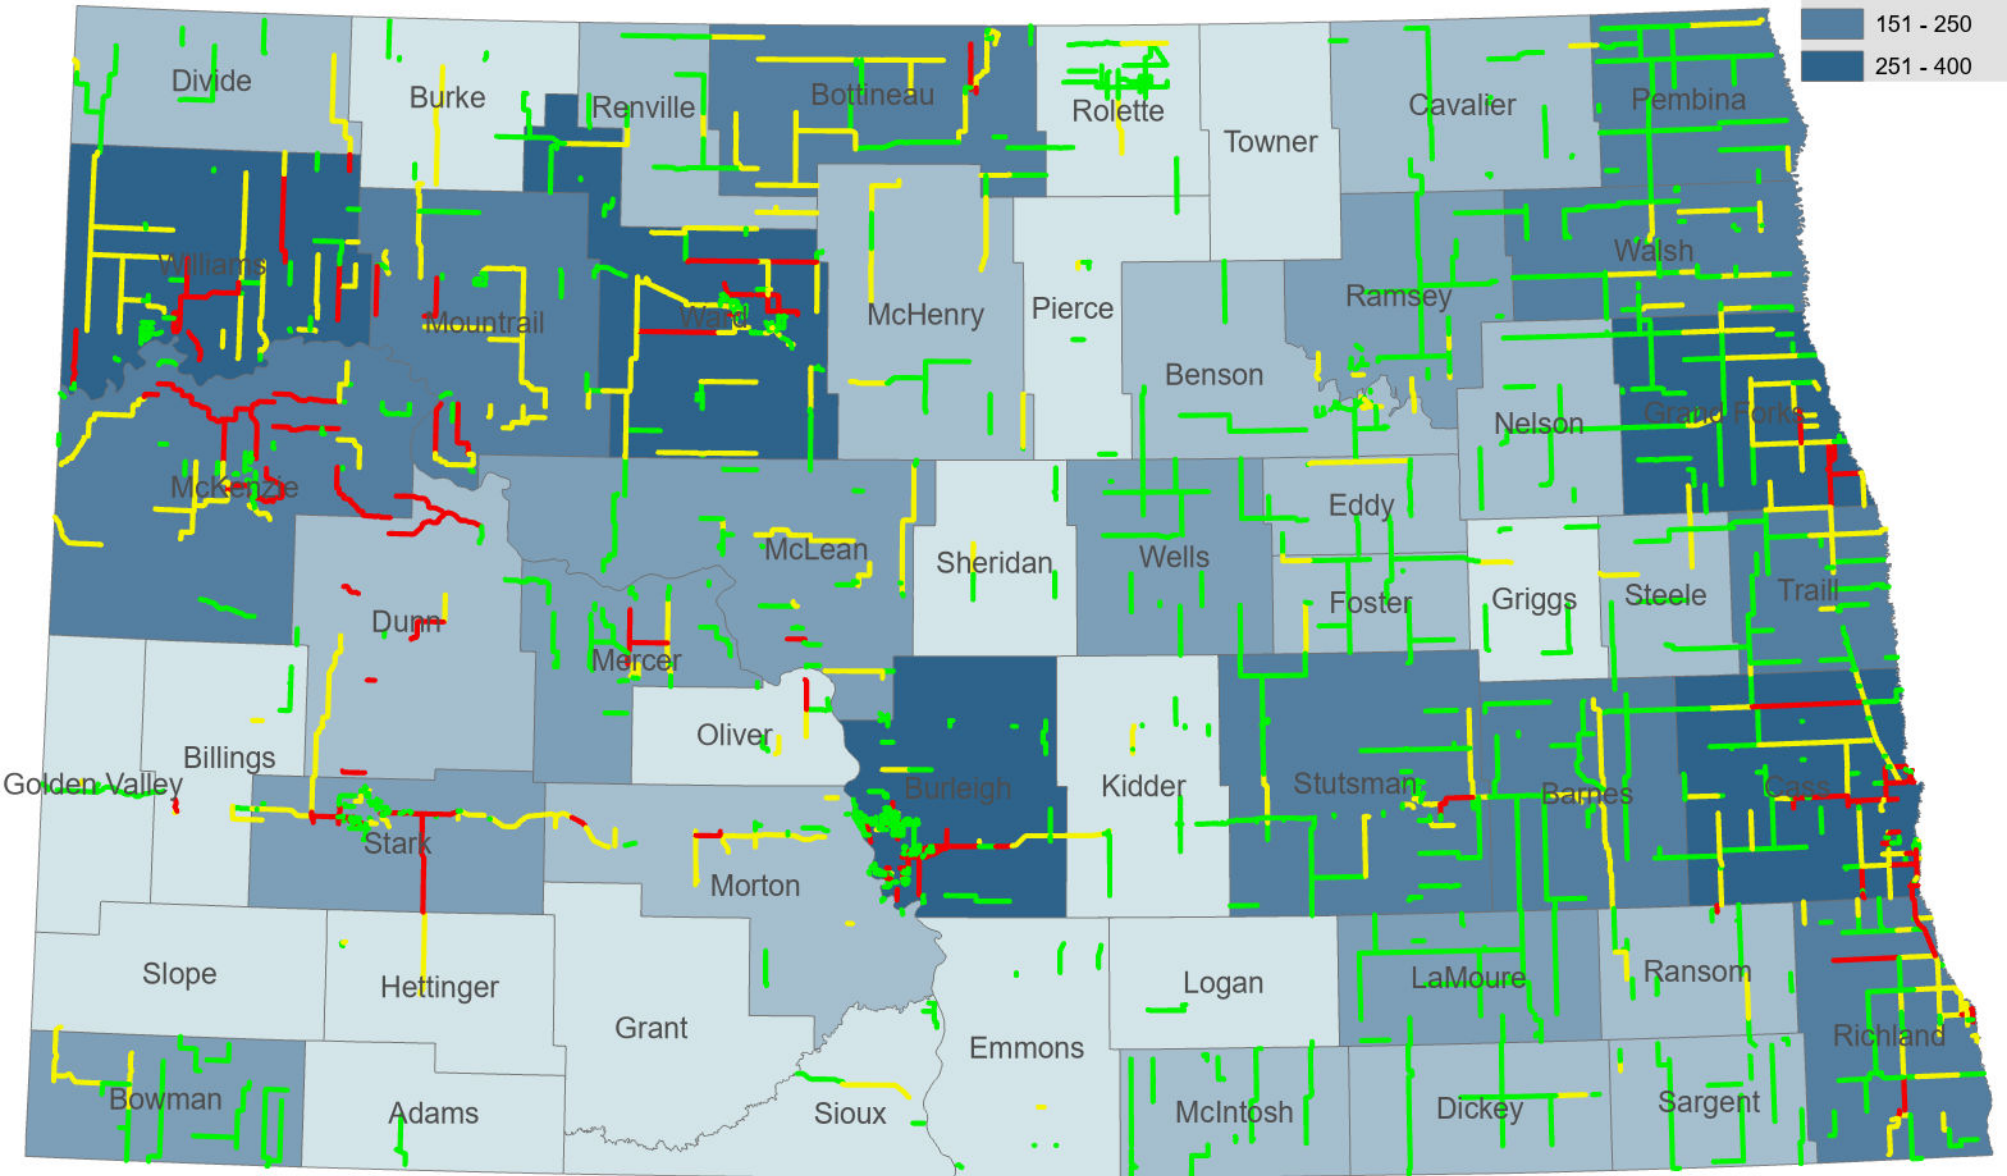 151 - 250
251 - 400
Divide
Burke
Renville
Bottineau
Rolette
Towner
Cavalier
Pembina
Williams
Mountrail
Ward
McHenry
Pierce
Benson
Ramsey
Walsh
Nelson
Grand Forks
McKenzie
Dunn
McLean
Mercer
Sheridan
Wells
Eddy
Foster
Griggs
Steele
Traill
Golden Valley
Billings
Stark
Oliver
Morton
Burleigh
Kidder
Stutsman
Barnes
Cass
Slope
Hettinger
Grant
Emmons
Logan
LaMoure
Ransom
Richland
Bowman
Adams
Sioux
McIntosh
Dickey
Sargent